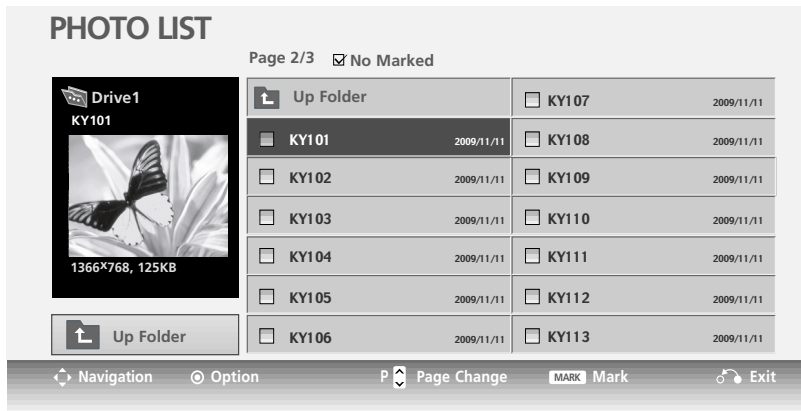 PHOTO LIST
Page 2/3 No Marked
Drive1
KY101
1366x768, 125KB
Up Folder
Up Folder
KY101 2009/11/11
KY102 2009/11/11
KY103 2009/11/11
KY104 2009/11/11
KY105 2009/11/11
KY106 2009/11/11
KY107 2009/11/11
KY108 2009/11/11
KY109 2009/11/11
KY110 2009/11/11
KY111 2009/11/11
KY112 2009/11/11
KY113 2009/11/11
Navigation Option P Page Change MARK Mark Exit